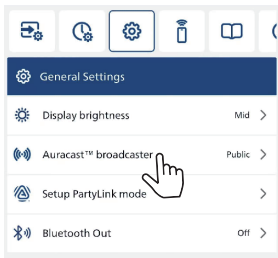 General Settings
Display brightness Mid
Auracast™ broadcaster Public
Setup PartyLink mode
Bluetooth Out Off